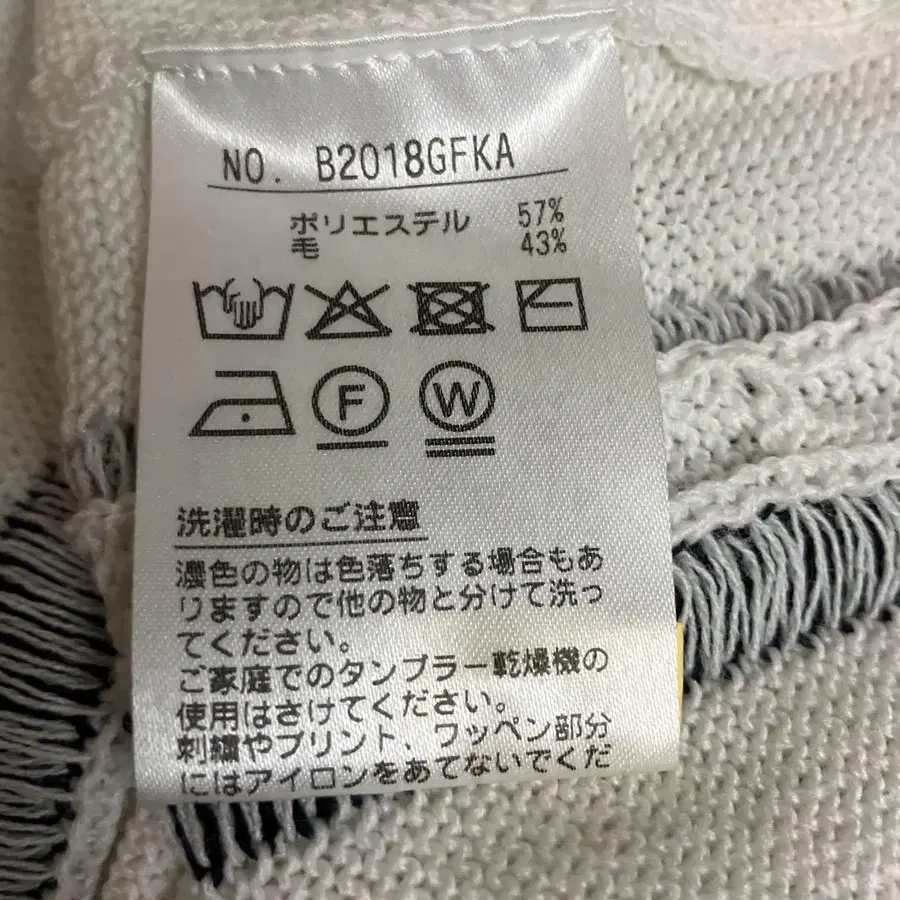 NO. B2018GFKA
ポリエステル 57%
毛 43%
F W
洗濯時のご注意
濃色の物は色落ちする場合もあ
りますので他の物と分けて洗っ
てください。
ご家庭でのタンブラー乾燥機の
使用はさけてください。
刺繍やプリント、ワッペン部分
にはアイロンをあてないでくだ